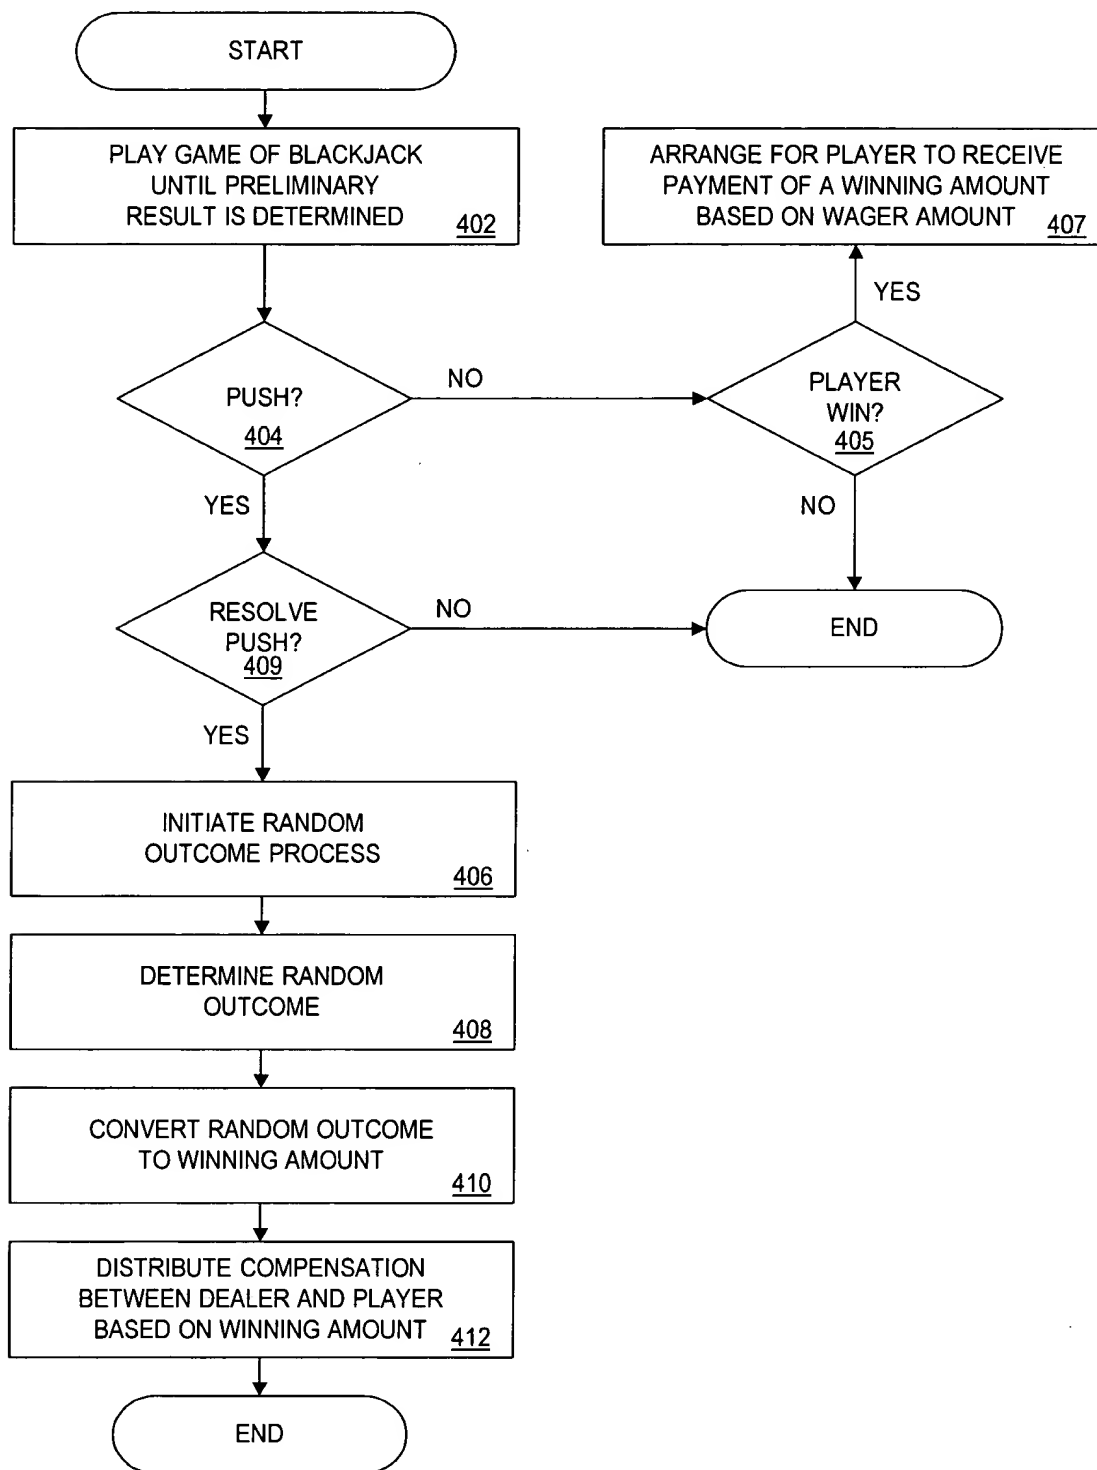 START
PLAY GAME OF BLACKJACK
UNTIL PRELIMINARY
RESULT IS DETERMINED
402
ARRANGE FOR PLAYER TO RECEIVE
PAYMENT OF A WINNING AMOUNT
BASED ON WAGER AMOUNT
407
YES
PUSH?
404
NO
PLAYER
WIN?
405
YES
NO
RESOLVE
PUSH?
409
NO
END
YES
INITIATE RANDOM
OUTCOME PROCESS
406
DETERMINE RANDOM
OUTCOME
408
CONVERT RANDOM OUTCOME
TO WINNING AMOUNT
410
DISTRIBUTE COMPENSATION
BETWEEN DEALER AND PLAYER
BASED ON WINNING AMOUNT
412
END